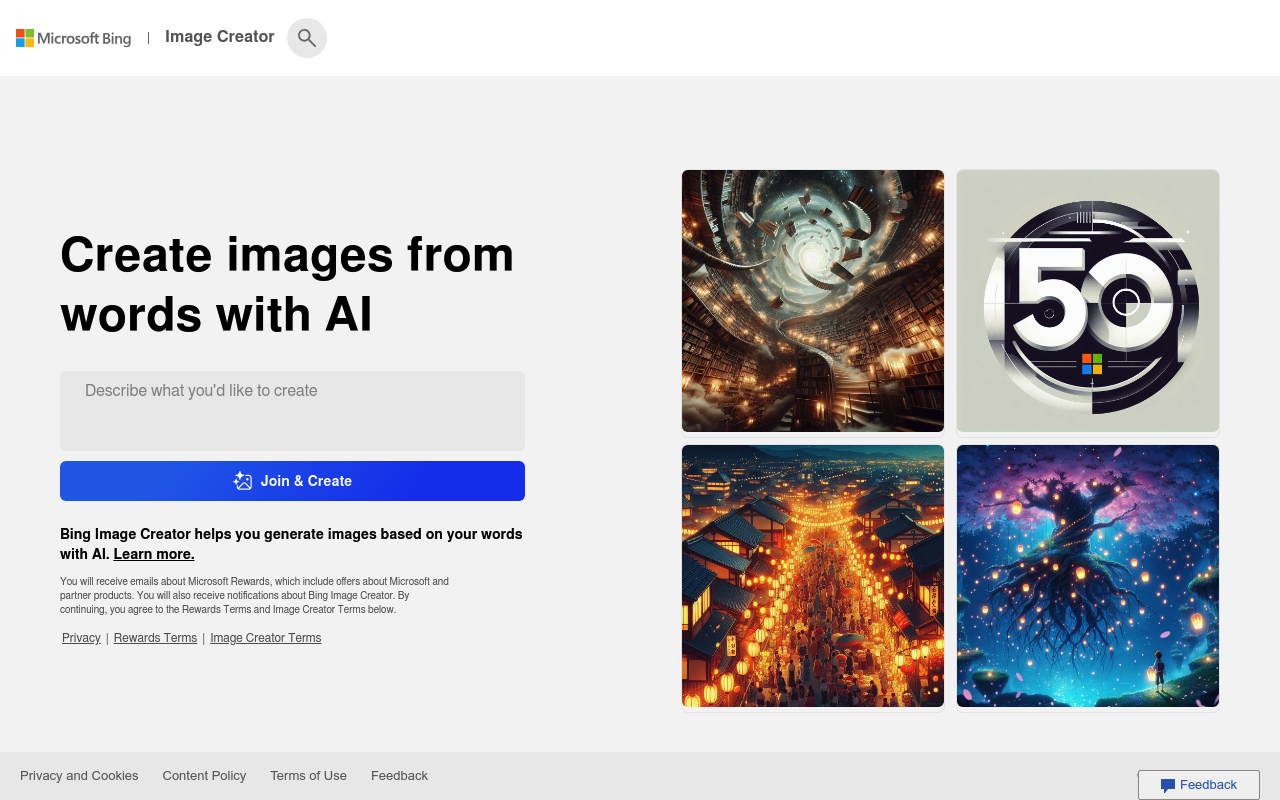 Microsoft Bing | Image Creator
Create images from
words with AI
Describe what you'd like to create
Join & Create
Bing Image Creator helps you generate images based on your words
with AI. Learn more.
You will receive emails about Microsoft Rewards, which include offers about Microsoft and
partner products. You will also receive notifications about Bing Image Creator. By
continuing, you agree to the Rewards Terms and Image Creator Terms below.
Privacy | Rewards Terms | Image Creator Terms
50
Privacy and Cookies Content Policy Terms of Use Feedback
Feedback